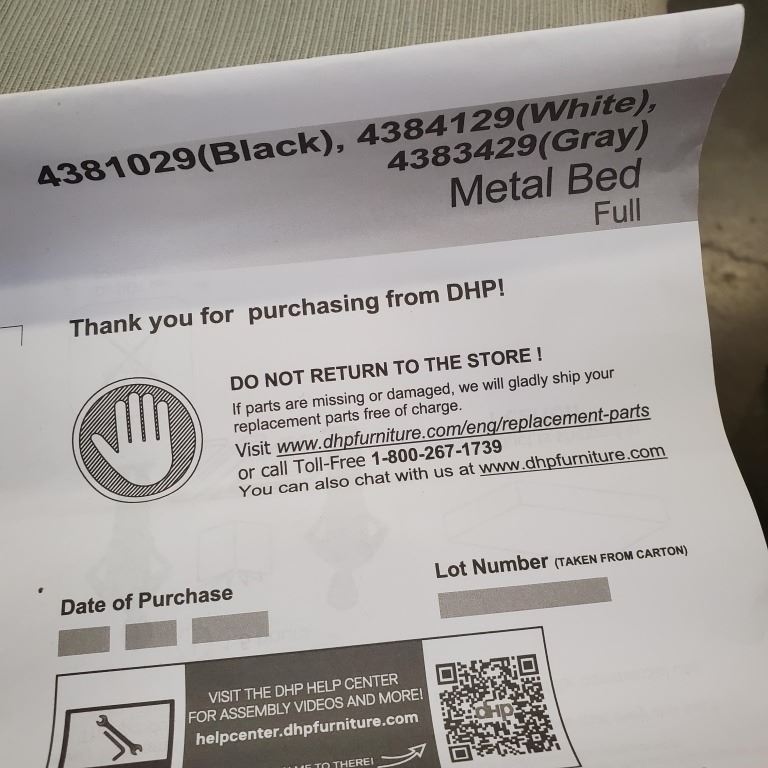 4381029(Black), 4384129(White),
4383429(Gray)
Metal Bed
Full
Thank you for purchasing from DHP!
DO NOT RETURN TO THE STORE !
If parts are missing or damaged, we will gladly ship your
replacement parts free of charge.
Visit www.dhpfurniture.com/eng/replacement-parts
or call Toll-Free 1-800-267-1739
You can also chat with us at www.dhpfurniture.com
Date of Purchase
Lot Number (TAKEN FROM CARTON)
VISIT THE DHP HELP CENTER
FOR ASSEMBLY VIDEOS AND MORE!
helpcenter.dhpfurniture.com
TO THERE!
dhp